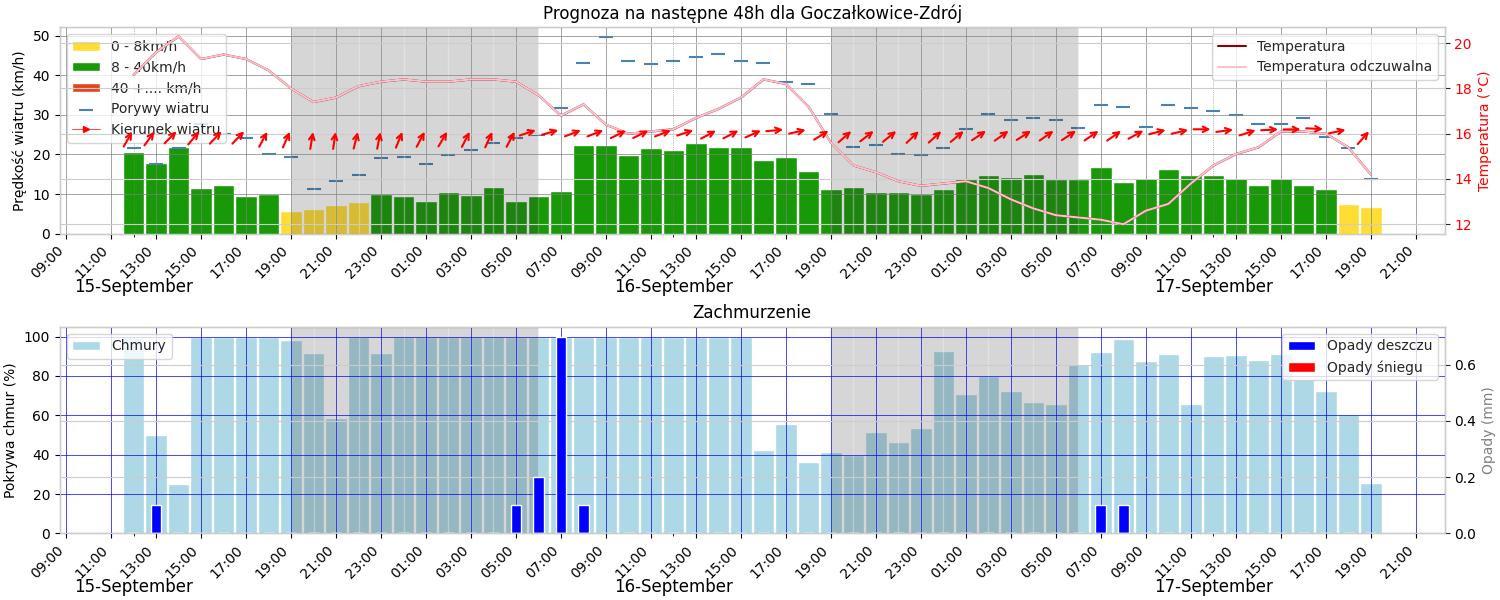 Prognoza na następne 48h dla Goczałkowice-Zdrój
Prędkość wiatru (km/h)
50
40
30
20
10
0
0 - 8km/h
8 - 40km/h
40 +.... km/h
Porywy wiatru
Kierunek wiatru
Temperatura
Temperatura odczuwalna
20
18
16
14
12
Temperatura (°C)
09:00 11:00 13:00 15:00 17:00 19:00 21:00 23:00 01:00 03:00 05:00 07:00 09:00 11:00 13:00 15:00 17:00 19:00 21:00 23:00 01:00 03:00 05:00 07:00 09:00 11:00 13:00 15:00 17:00 19:00 21:00
15-September 16-September 17-September
Zachmurzenie
Pokrywa chmur (%)
100
80
60
40
20
0
Chmury
Opady deszczu
Opady śniegu
0.6
0.4
0.2
0.0
Opady (mm)
09:00 11:00 13:00 15:00 17:00 19:00 21:00 23:00 01:00 03:00 05:00 07:00 09:00 11:00 13:00 15:00 17:00 19:00 21:00 23:00 01:00 03:00 05:00 07:00 09:00 11:00 13:00 15:00 17:00 19:00 21:00
15-September 16-September 17-September